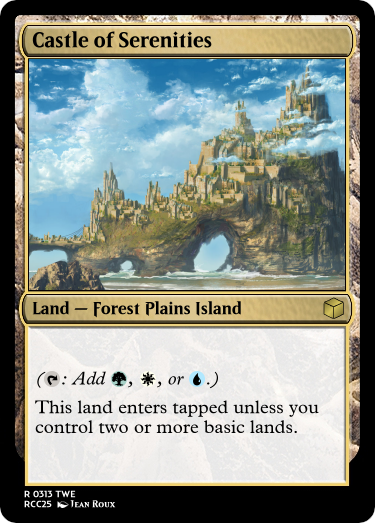 Castle of Serenities
Land — Forest Plains Island
(: Add , , or .)
This land enters tapped unless you
control two or more basic lands.
R 0313 TWE
RCC25 Jean Roux